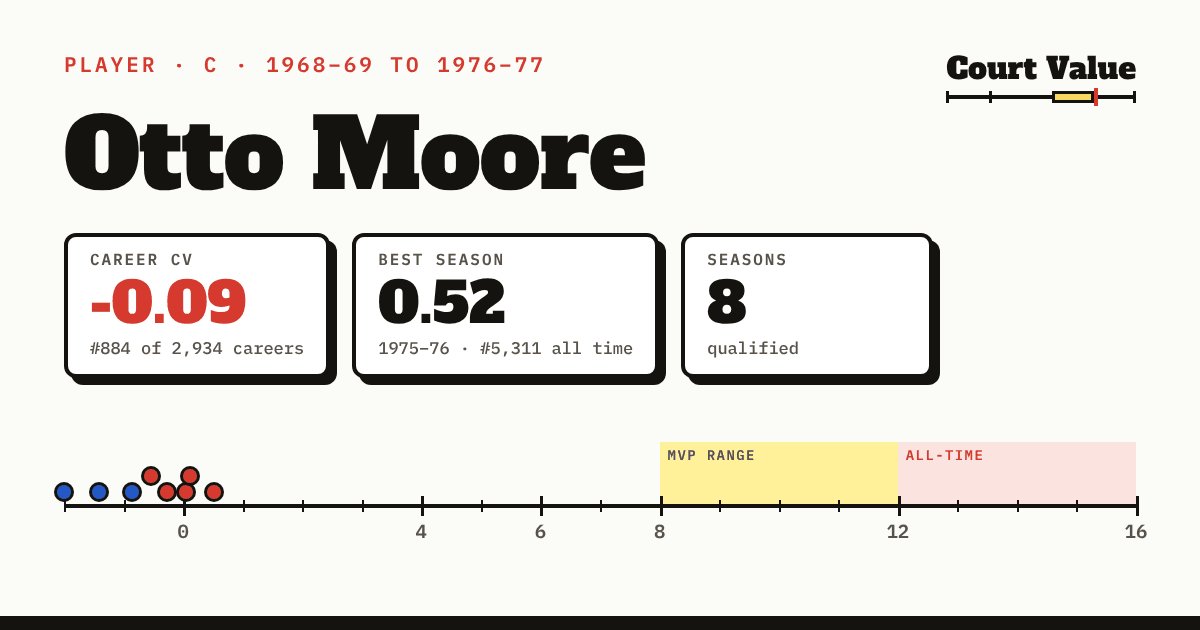 PLAYER · C · 1968–69 TO 1976–77
Court Value
Otto Moore
CAREER CV
-0.09
#884 of 2,934 careers
BEST SEASON
0.52
1975–76 · #5,311 all time
SEASONS
8
qualified
MVP RANGE
ALL-TIME
0 4 6 8 12 16